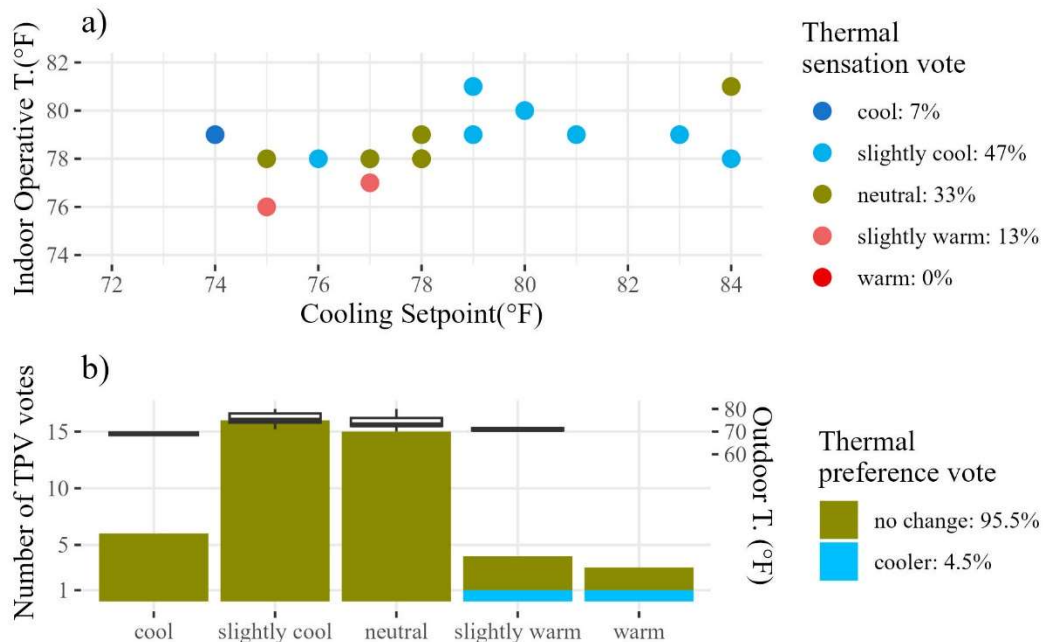 a)
Indoor Operative T.(°F)
82
80
78
76
74
72 74 76 78 80 82 84
Cooling Setpoint(°F)
Thermal
sensation vote
cool: 7%
slightly cool: 47%
neutral: 33%
slightly warm: 13%
warm: 0%
b)
Number of TPV votes
15
10
5
1
80
70
60
Outdoor T. (°F)
cool slightly cool neutral slightly warm warm
Thermal
preference vote
no change: 95.5%
cooler: 4.5%